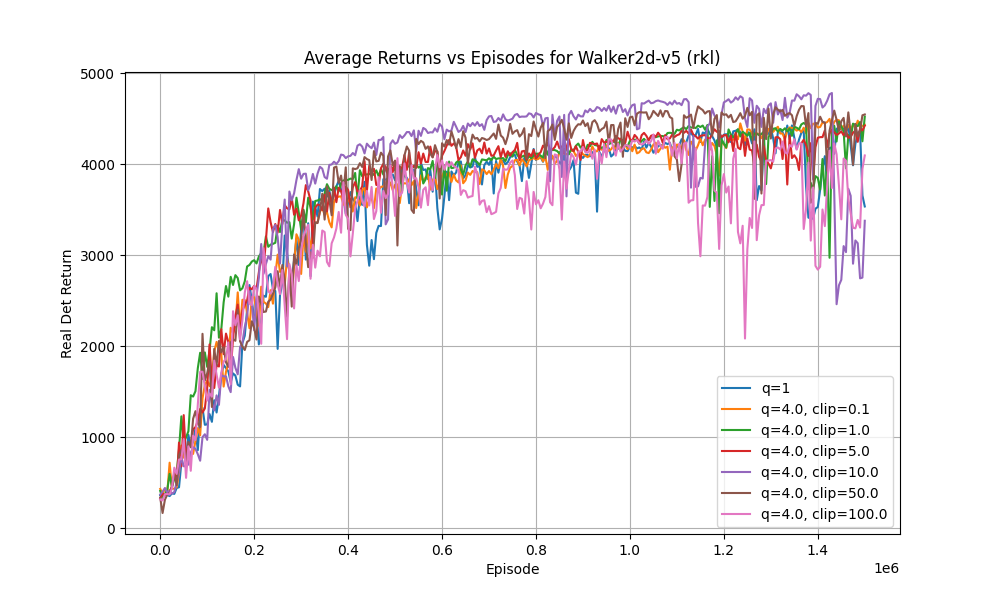 Average Returns vs Episodes for Walker2d-v5 (rkl)
Real Det Return
5000
4000
3000
2000
1000
0
0.0 0.2 0.4 0.6 0.8 1.0 1.2 1.4
1e6
Episode
q=1
q=4.0, clip=0.1
q=4.0, clip=1.0
q=4.0, clip=5.0
q=4.0, clip=10.0
q=4.0, clip=50.0
q=4.0, clip=100.0